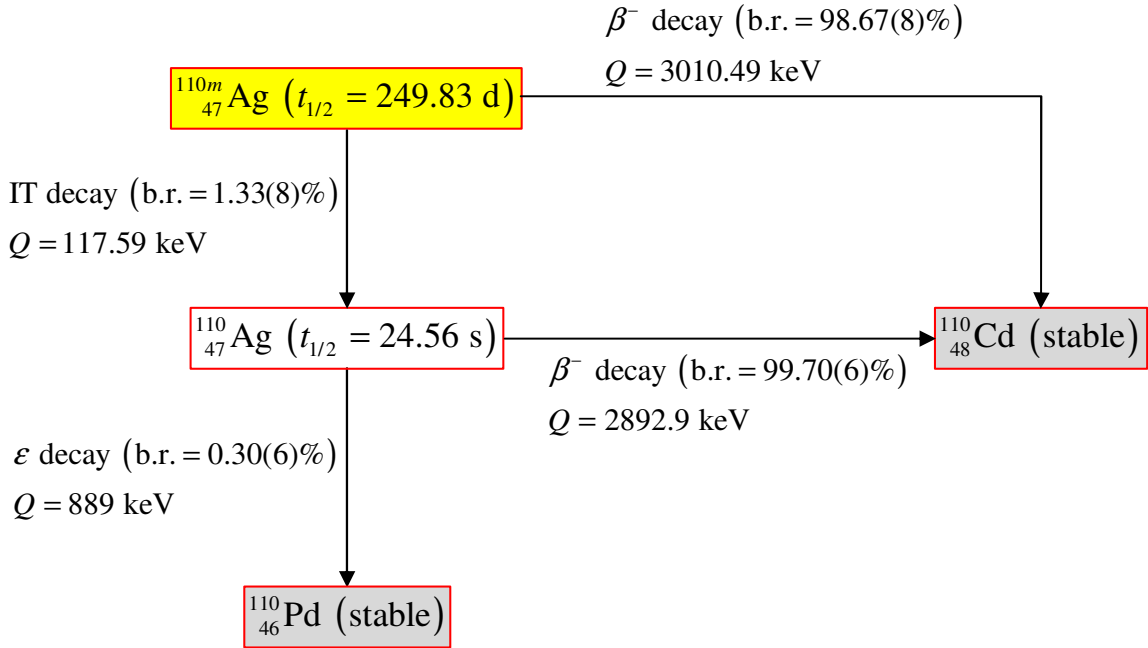 β⁻ decay (b.r. = 98.67(8)%)
Q = 3010.49 keV
¹¹⁰ᵐ₄₇Ag (t₁/₂ = 249.83 d)
IT decay (b.r. = 1.33(8)%)
Q = 117.59 keV
¹¹⁰₄₇Ag (t₁/₂ = 24.56 s)
¹¹⁰₄₈Cd (stable)
β⁻ decay (b.r. = 99.70(6)%)
Q = 2892.9 keV
ε decay (b.r. = 0.30(6)%)
Q = 889 keV
¹¹⁰₄₆Pd (stable)